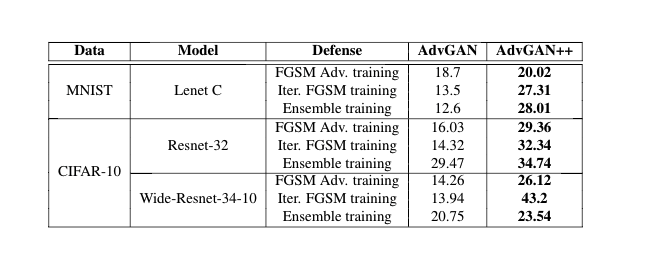 Data Model Defense AdvGAN AdvGAN++
FGSM Adv. training 18.7 20.02
MNIST Lenet C Iter. FGSM training 13.5 27.31
Ensemble training 12.6 28.01
FGSM Adv. training 16.03 29.36
Resnet-32 Iter. FGSM training 14.32 32.34
Ensemble training 29.47 34.74
CIFAR-10
FGSM Adv. training 14.26 26.12
Wide-Resnet-34-10 Iter. FGSM training 13.94 43.2
Ensemble training 20.75 23.54